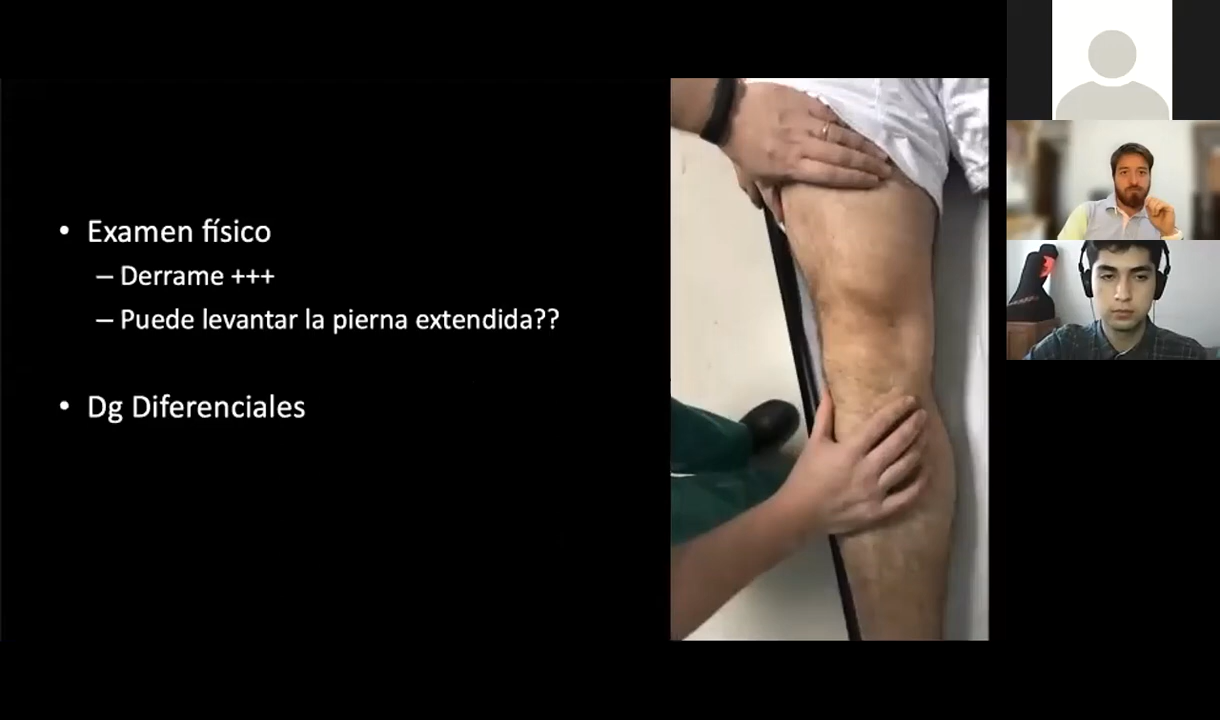 • Examen físico
– Derrame +++
– Puede levantar la pierna extendida??
• Dg Diferenciales